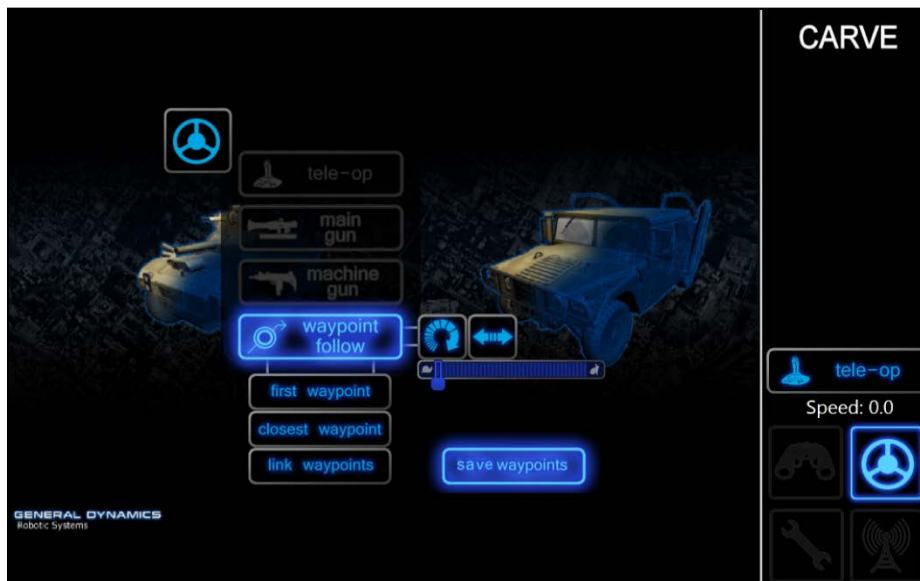 CARVE
tele-op
main
gun
machine
gun
waypoint
follow
first waypoint
closest waypoint
link waypoints
save waypoints
tele-op
Speed: 0.0
GENERAL DYNAMICS
Robotic Systems